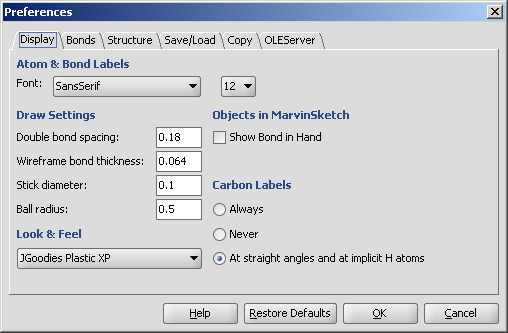 Preferences
Display Bonds Structure Save/Load Copy OLEServer
Atom & Bond Labels
Font: SansSerif 12
Draw Settings
Double bond spacing: 0.18
Wireframe bond thickness: 0.064
Stick diameter: 0.1
Ball radius: 0.5
Look & Feel
JGoodies Plastic XP
Objects in MarvinSketch
Show Bond in Hand
Carbon Labels
Always
Never
At straight angles and at implicit H atoms
Help Restore Defaults OK Cancel